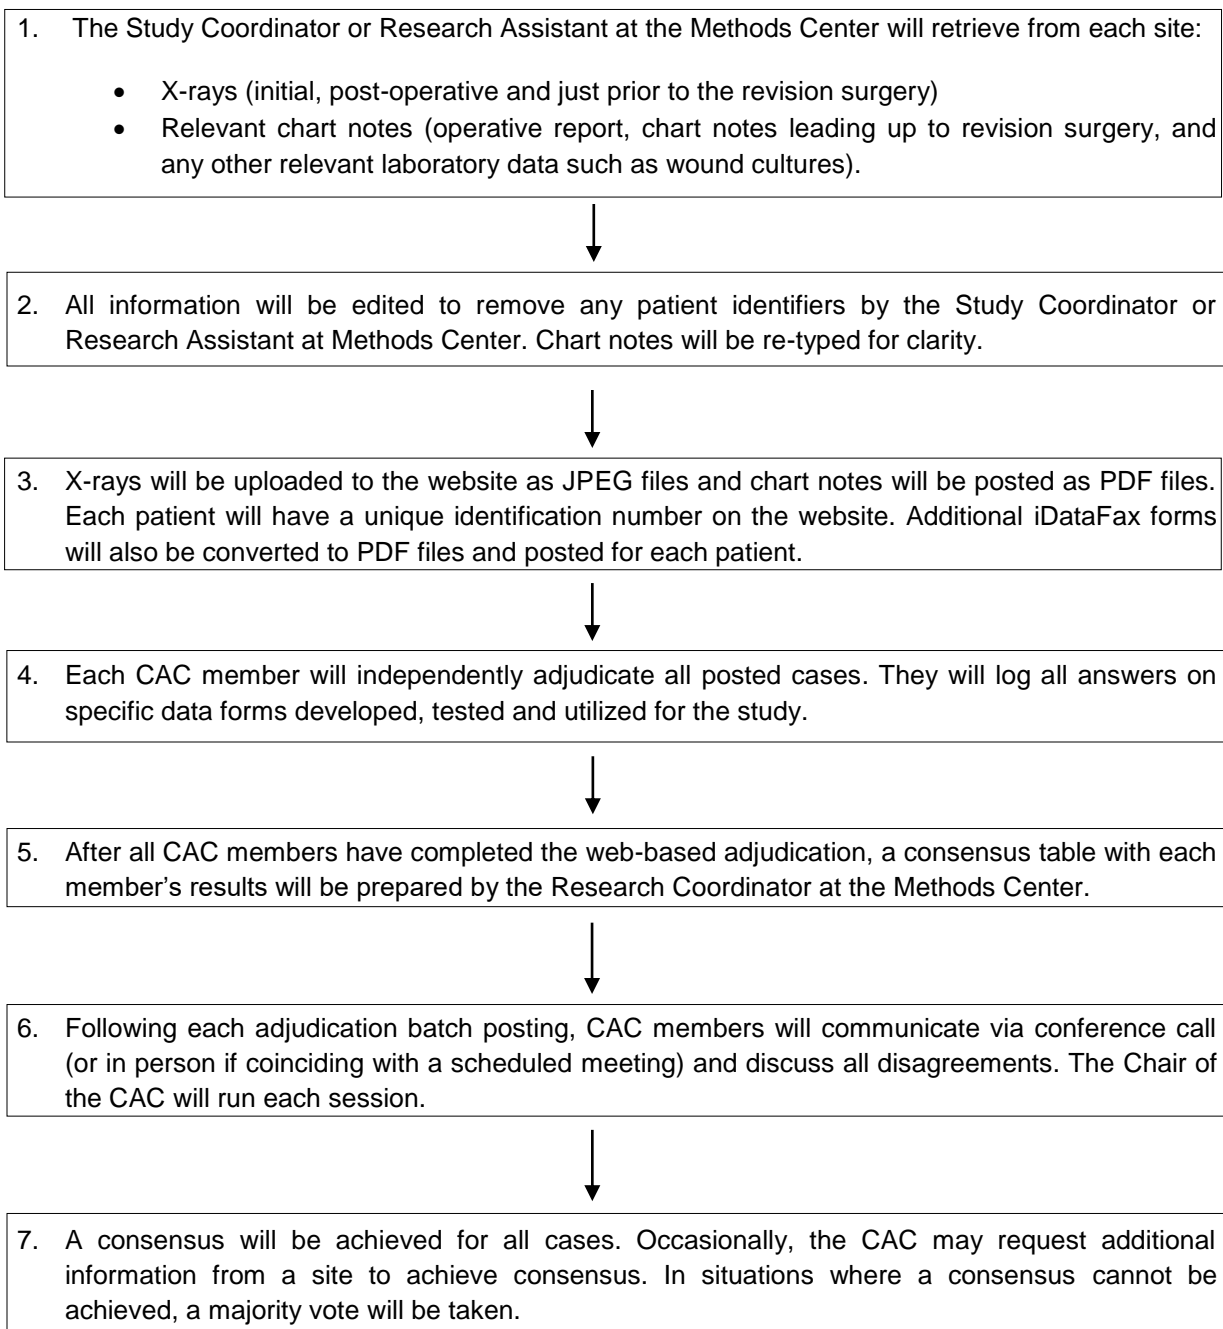 1. The Study Coordinator or Research Assistant at the Methods Center will retrieve from each site:
• X-rays (initial, post-operative and just prior to the revision surgery)
• Relevant chart notes (operative report, chart notes leading up to revision surgery, and
any other relevant laboratory data such as wound cultures).
2. All information will be edited to remove any patient identifiers by the Study Coordinator or
Research Assistant at Methods Center. Chart notes will be re-typed for clarity.
3. X-rays will be uploaded to the website as JPEG files and chart notes will be posted as PDF files.
Each patient will have a unique identification number on the website. Additional iDataFax forms
will also be converted to PDF files and posted for each patient.
4. Each CAC member will independently adjudicate all posted cases. They will log all answers on
specific data forms developed, tested and utilized for the study.
5. After all CAC members have completed the web-based adjudication, a consensus table with each
member’s results will be prepared by the Research Coordinator at the Methods Center.
6. Following each adjudication batch posting, CAC members will communicate via conference call
(or in person if coinciding with a scheduled meeting) and discuss all disagreements. The Chair of
the CAC will run each session.
7. A consensus will be achieved for all cases. Occasionally, the CAC may request additional
information from a site to achieve consensus. In situations where a consensus cannot be
achieved, a majority vote will be taken.